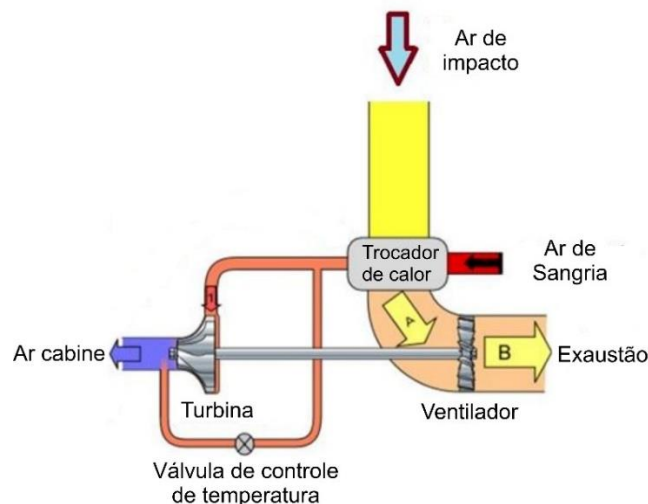 Ar de
impacto
Trocador
de calor
Ar de
Sangria
1
A
Ar cabine
B
Exaustão
Turbina
Ventilador
Válvula de controle
de temperatura